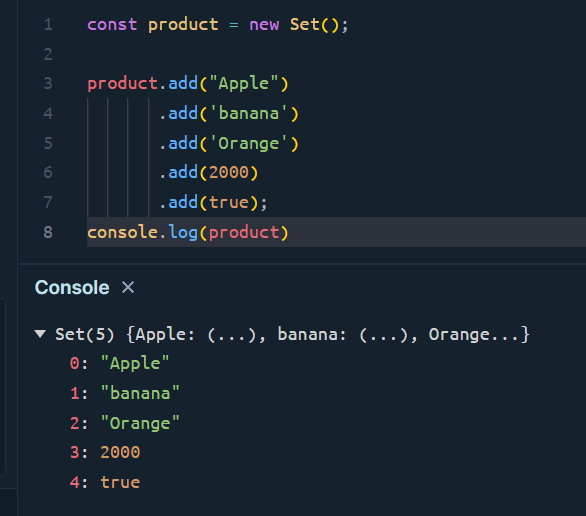 1 const product = new Set();
2
3 product.add("Apple")
4 .add('banana')
5 .add('Orange')
6 .add(2000)
7 .add(true);
8 console.log(product)
Console ×
▼ Set(5) {Apple: (...), banana: (...), Orange...}
0: "Apple"
1: "banana"
2: "Orange"
3: 2000
4: true